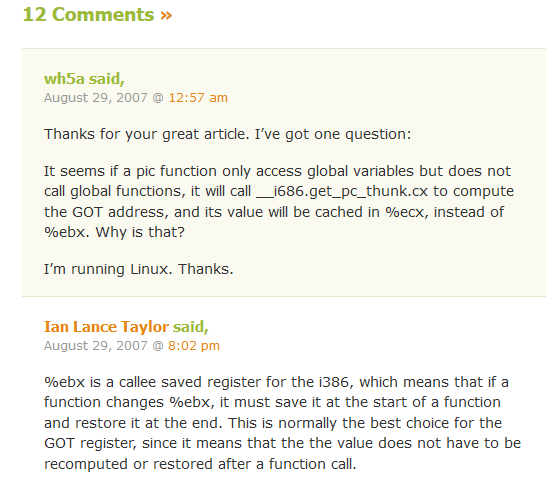 12 Comments »
wh5a said,
August 29, 2007 @ 12:57 am
Thanks for your great article. I’ve got one question:
It seems if a pic function only access global variables but does not
call global functions, it will call __i686.get_pc_thunk.cx to compute
the GOT address, and its value will be cached in %ecx, instead of
%ebx. Why is that?
I’m running Linux. Thanks.
Ian Lance Taylor said,
August 29, 2007 @ 8:02 pm
%ebx is a callee saved register for the i386, which means that if a
function changes %ebx, it must save it at the start of a function
and restore it at the end. This is normally the best choice for the
GOT register, since it means that the the value does not have to be
recomputed or restored after a function call.